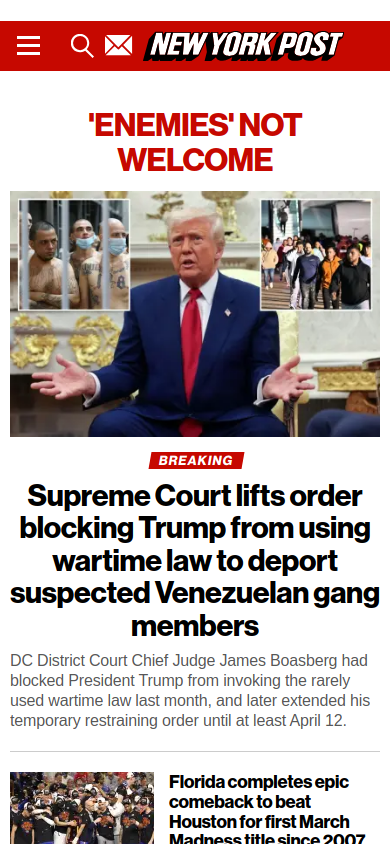 NEW YORK POST
'ENEMIES' NOT
WELCOME
BREAKING
Supreme Court lifts order
blocking Trump from using
wartime law to deport
suspected Venezuelan gang
members
DC District Court Chief Judge James Boasberg had
blocked President Trump from invoking the rarely
used wartime law last month, and later extended his
temporary restraining order until at least April 12.
Florida completes epic
comeback to beat
Houston for first March
Madness title since 2007